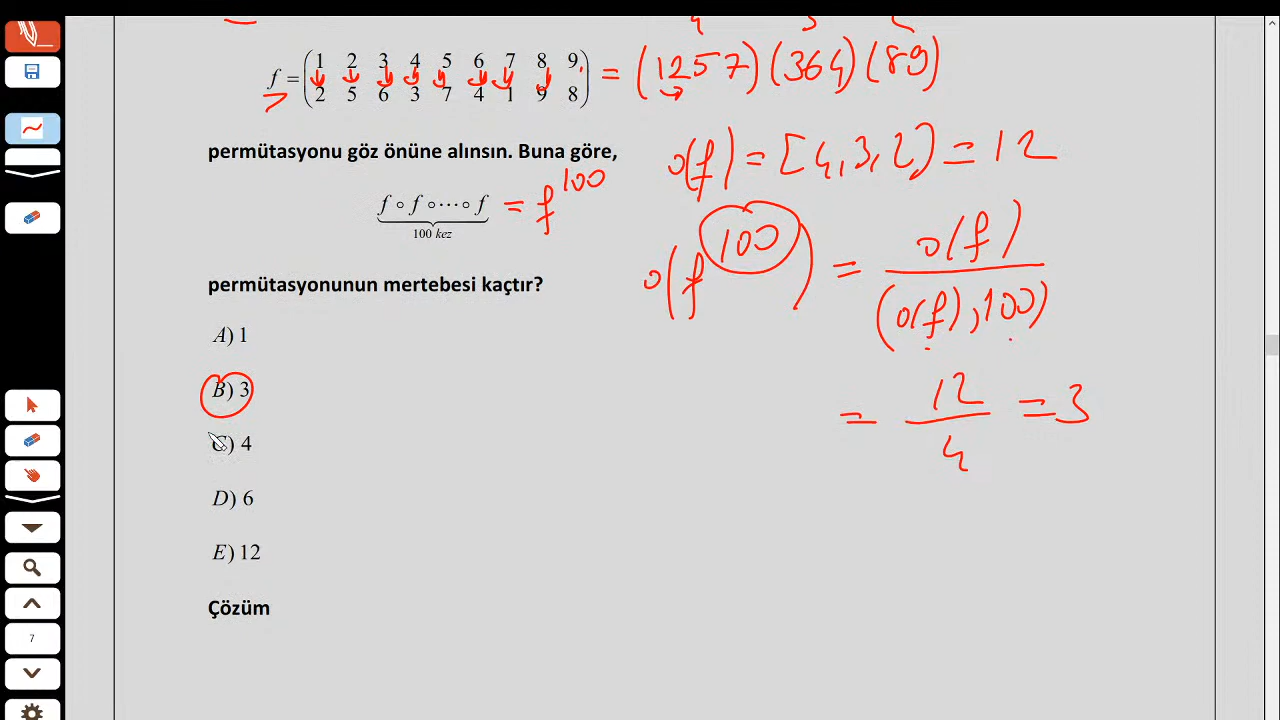 f = ( 1 2 3 4 5 6 7 8 9 ) = (1257)(364)(89)
2 5 6 3 7 4 1 9 8
permütasyonu göz önüne alınsın. Buna göre,
o(f) = [4,3,2] = 12
f ∘ f ∘ ⋯ ∘ f = f^100
100 kez
o(f^100) = o(f) / (o(f), 100)
permütasyonunun mertebesi kaçtır?
A) 1
B) 3
= 12/4 = 3
C) 4
D) 6
E) 12
Çözüm
7